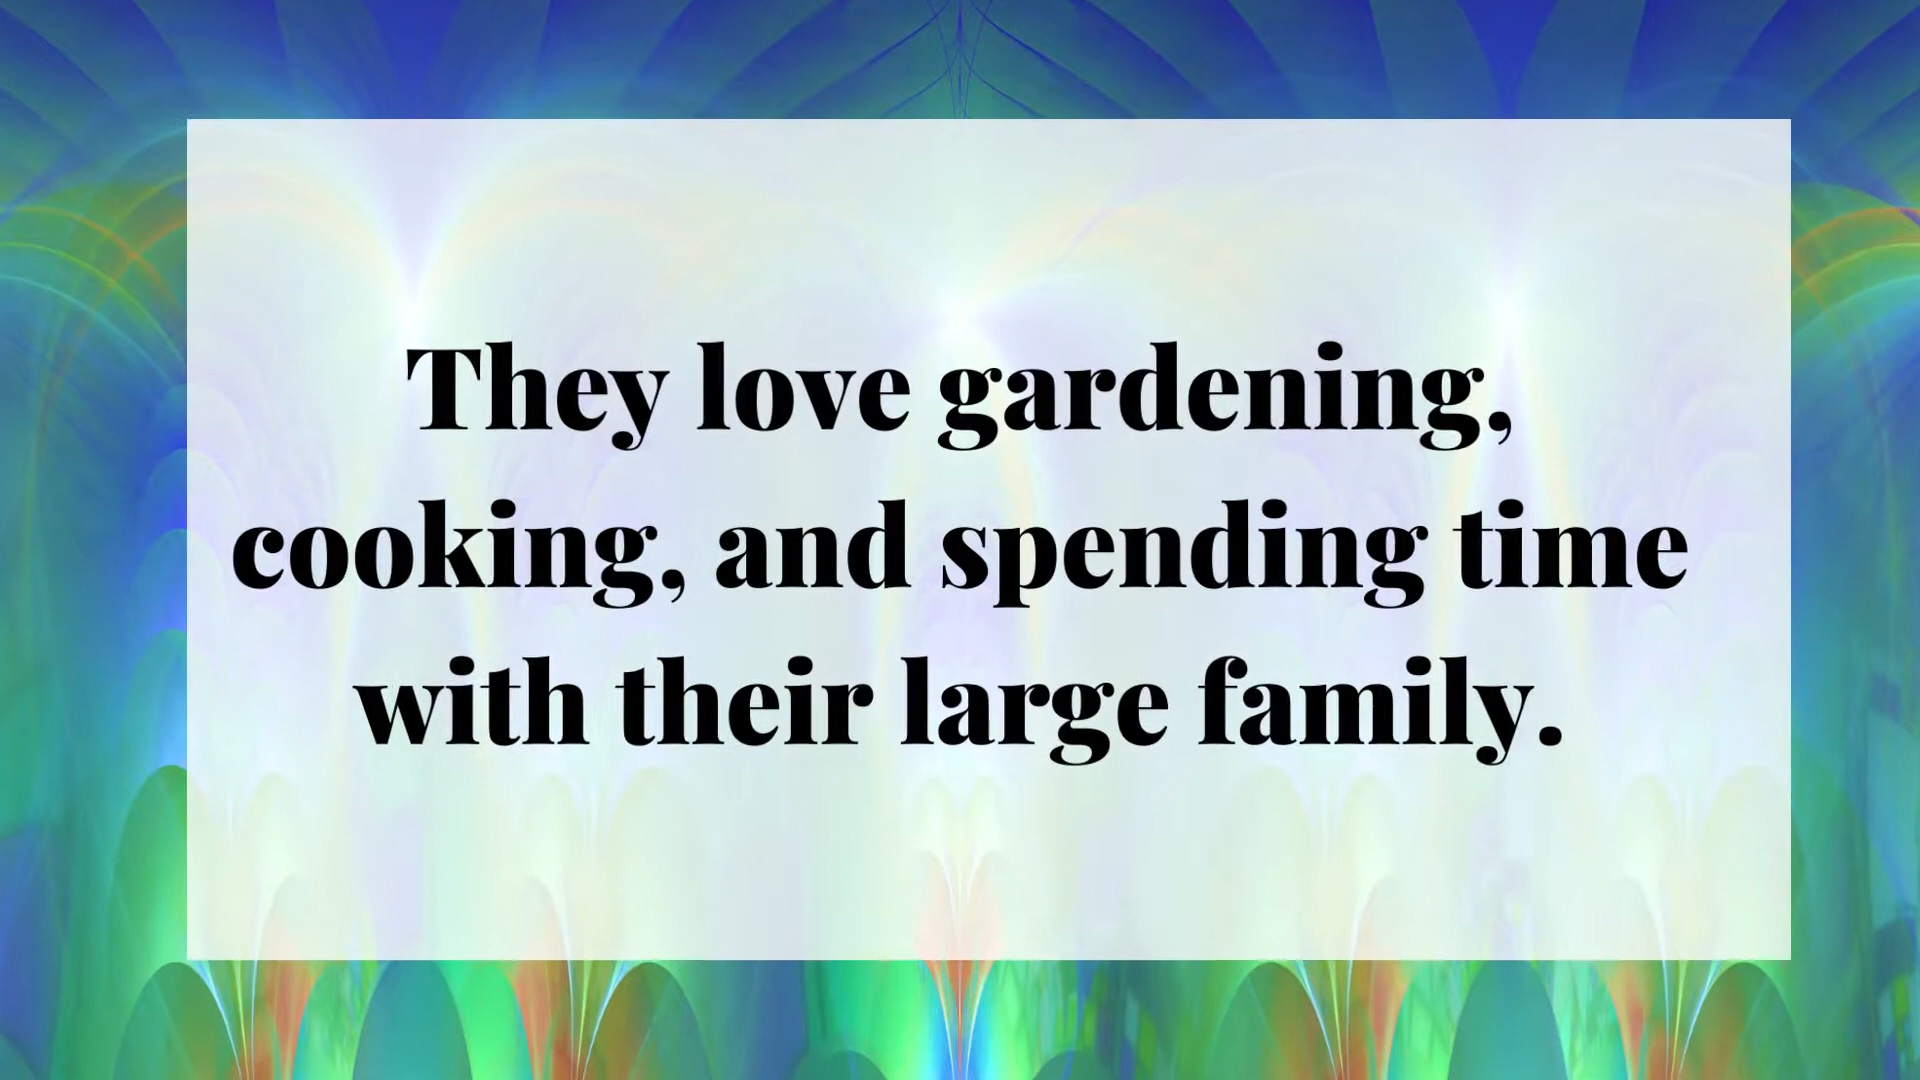 They love gardening,
cooking, and spending time
with their large family.